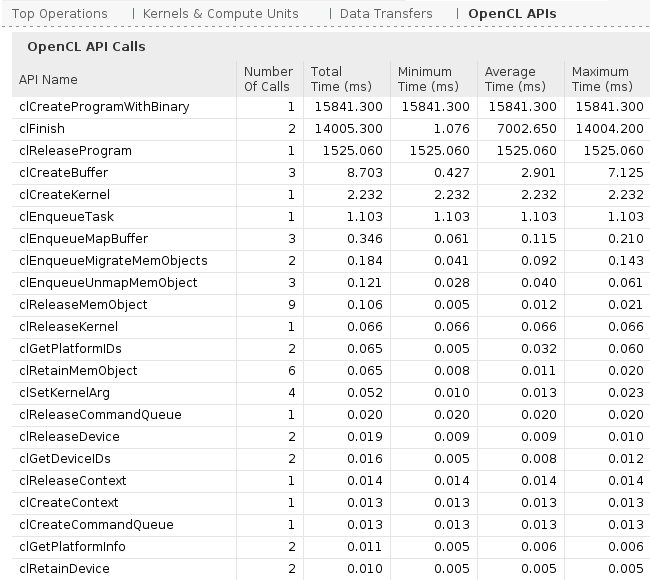 Top Operations | Kernels & Compute Units | Data Transfers | OpenCL APIs
OpenCL API Calls
API Name Number Of Calls Total Time (ms) Minimum Time (ms) Average Time (ms) Maximum Time (ms)
clCreateProgramWithBinary 1 15841.300 15841.300 15841.300 15841.300
clFinish 2 14005.300 1.076 7002.650 14004.200
clReleaseProgram 1 1525.060 1525.060 1525.060 1525.060
clCreateBuffer 3 8.703 0.427 2.901 7.125
clCreateKernel 1 2.232 2.232 2.232 2.232
clEnqueueTask 1 1.103 1.103 1.103 1.103
clEnqueueMapBuffer 3 0.346 0.061 0.115 0.210
clEnqueueMigrateMemObjects 2 0.184 0.041 0.092 0.143
clEnqueueUnmapMemObject 3 0.121 0.028 0.040 0.061
clReleaseMemObject 9 0.106 0.005 0.012 0.021
clReleaseKernel 1 0.066 0.066 0.066 0.066
clGetPlatformIDs 2 0.065 0.005 0.032 0.060
clRetainMemObject 6 0.065 0.008 0.011 0.020
clSetKernelArg 4 0.052 0.010 0.013 0.023
clReleaseCommandQueue 1 0.020 0.020 0.020 0.020
clReleaseDevice 2 0.019 0.009 0.009 0.010
clGetDeviceIDs 2 0.016 0.005 0.008 0.012
clReleaseContext 1 0.014 0.014 0.014 0.014
clCreateContext 1 0.013 0.013 0.013 0.013
clCreateCommandQueue 1 0.013 0.013 0.013 0.013
clGetPlatformInfo 2 0.011 0.005 0.006 0.006
clRetainDevice 2 0.010 0.005 0.005 0.005